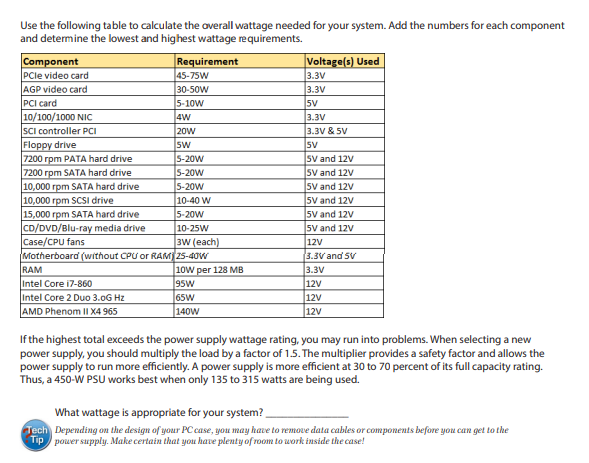 Use the following table to calculate the overall wattage needed for your system. Add the numbers for each component
and determine the lowest and highest wattage requirements.
Component Requirement Voltage(s) Used
PCIe video card 45-75W 3.3V
AGP video card 30-50W 3.3V
PCI card 5-10W 5V
10/100/1000 NIC 4W 3.3V
SCI controller PCI 20W 3.3V & 5V
Floppy drive 5W 5V
7200 rpm PATA hard drive 5-20W 5V and 12V
7200 rpm SATA hard drive 5-20W 5V and 12V
10,000 rpm SATA hard drive 5-20W 5V and 12V
10,000 rpm SCSI drive 10-40 W 5V and 12V
15,000 rpm SATA hard drive 5-20W 5V and 12V
CD/DVD/Blu-ray media drive 10-25W 5V and 12V
Case/CPU fans 3W (each) 12V
Motherboard (without CPU or RAM) 25-40W 3.3V and 5V
RAM 10W per 128 MB 3.3V
Intel Core i7-860 95W 12V
Intel Core 2 Duo 3.oG Hz 65W 12V
AMD Phenom II X4 965 140W 12V
If the highest total exceeds the power supply wattage rating, you may run into problems. When selecting a new
power supply, you should multiply the load by a factor of 1.5. The multiplier provides a safety factor and allows the
power supply to run more efficiently. A power supply is more efficient at 30 to 70 percent of its full capacity rating.
Thus, a 450-W PSU works best when only 135 to 315 watts are being used.
What wattage is appropriate for your system? ________________
Tech Tip
Depending on the design of your PC case, you may have to remove data cables or components before you can get to the
power supply. Make certain that you have plenty of room to work inside the case!